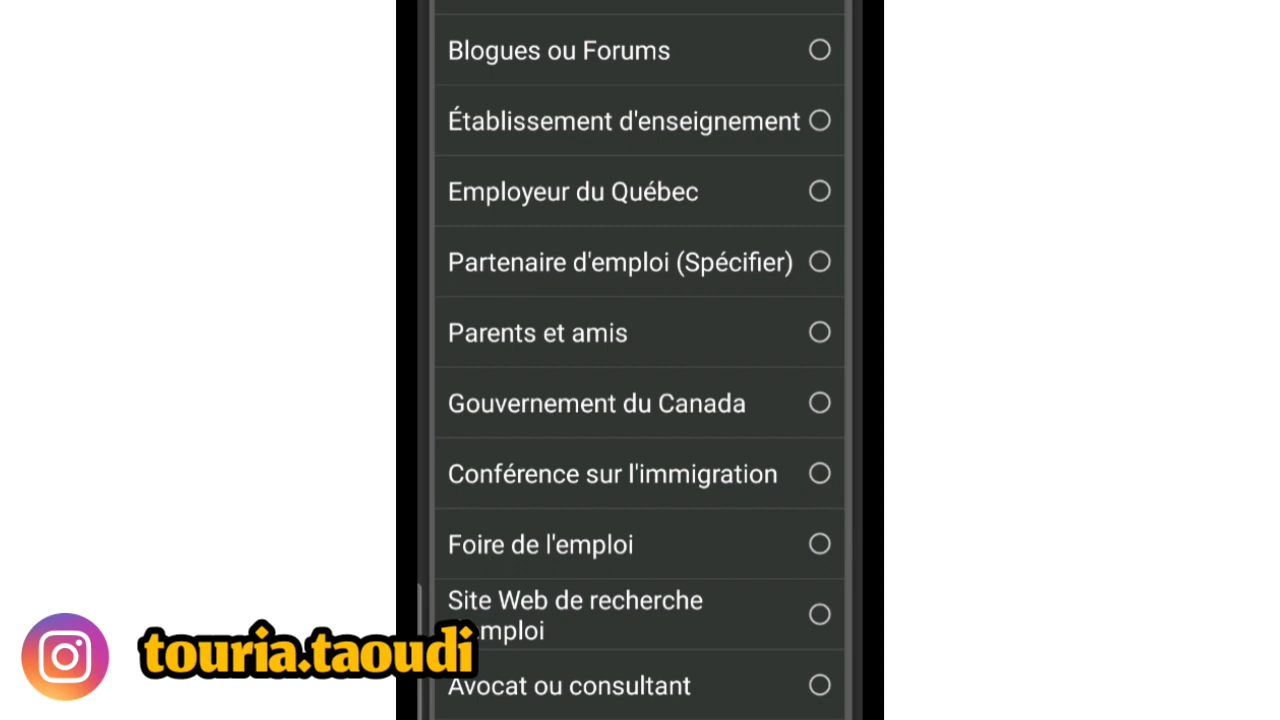 Blogues ou Forums
Établissement d'enseignement
Employeur du Québec
Partenaire d'emploi (Spécifier)
Parents et amis
Gouvernement du Canada
Conférence sur l'immigration
Foire de l'emploi
Site Web de recherche
touria.taoudi
Avocat ou consultant